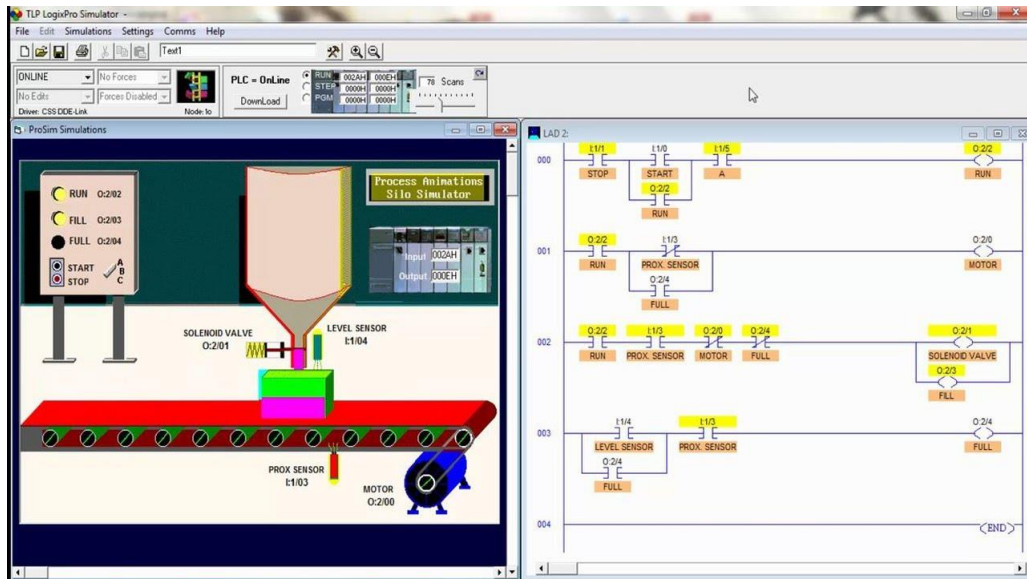 TLP LogixPro Simulator -
File Edit Simulations Settings Comms Help
Text1
ONLINE
No Forces
No Edits
Forces Disabled
Driver: CSS DDE-Link
Node: 1o
PLC = OnLine
DownLoad
RUN
STEP
PGM
002AH 000EH
0000H 0000H
0000H 0000H
78 Scans
ProSim Simulations
RUN O:2/02
FILL O:2/03
FULL O:2/04
START
STOP
A
B
C
Process Animations
Silo Simulator
Input 002AH
Output 000EH
SOLENOID VALVE
O:2/01
LEVEL SENSOR
I:1/04
PROX SENSOR
I:1/03
MOTOR
O:2/00
LAD 2:
000
I:1/1 I:1/0 I:1/5 O:2/2
STOP START A RUN
O:2/2
RUN
001
O:2/2 I:1/3 O:2/0
RUN PROX. SENSOR MOTOR
O:2/4
FULL
002
O:2/2 I:1/3 O:2/0 O:2/4 O:2/1
RUN PROX. SENSOR MOTOR FULL SOLENOID VALVE
O:2/3
FILL
003
I:1/4 I:1/3 O:2/4
LEVEL SENSOR PROX. SENSOR FULL
O:2/4
FULL
004
END